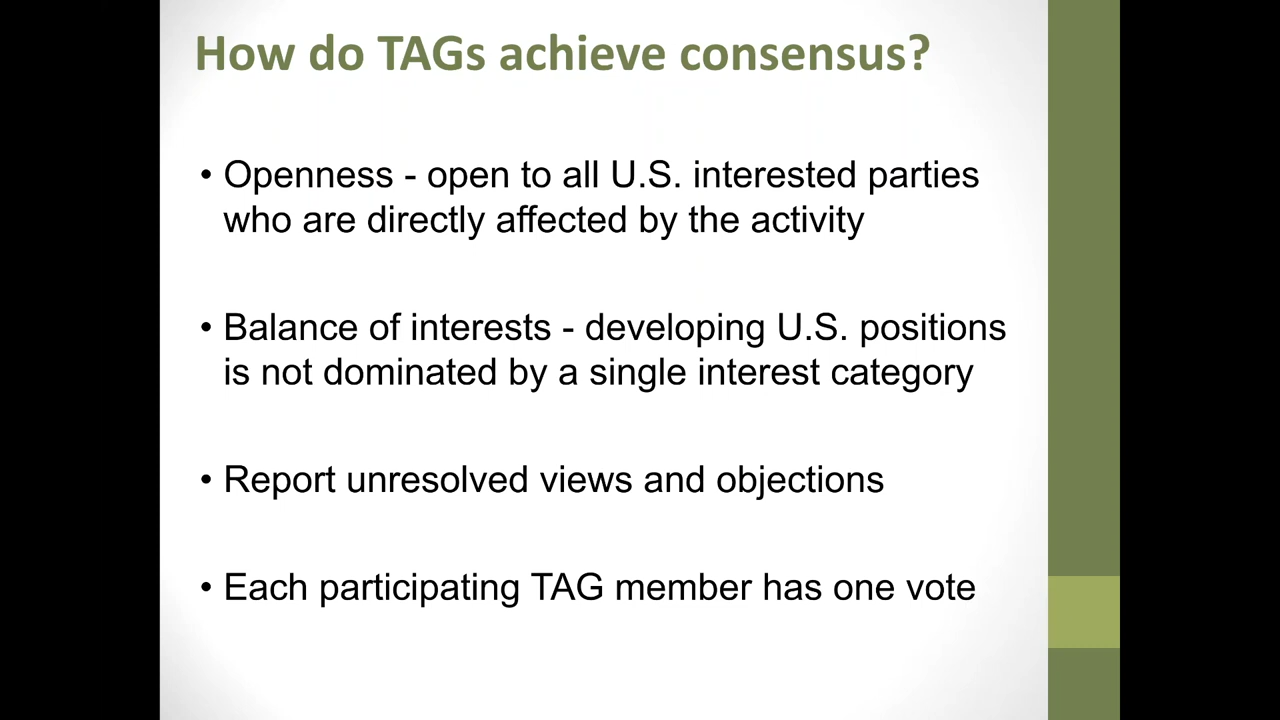 How do TAGs achieve consensus?
• Openness - open to all U.S. interested parties
who are directly affected by the activity
• Balance of interests - developing U.S. positions
is not dominated by a single interest category
• Report unresolved views and objections
• Each participating TAG member has one vote